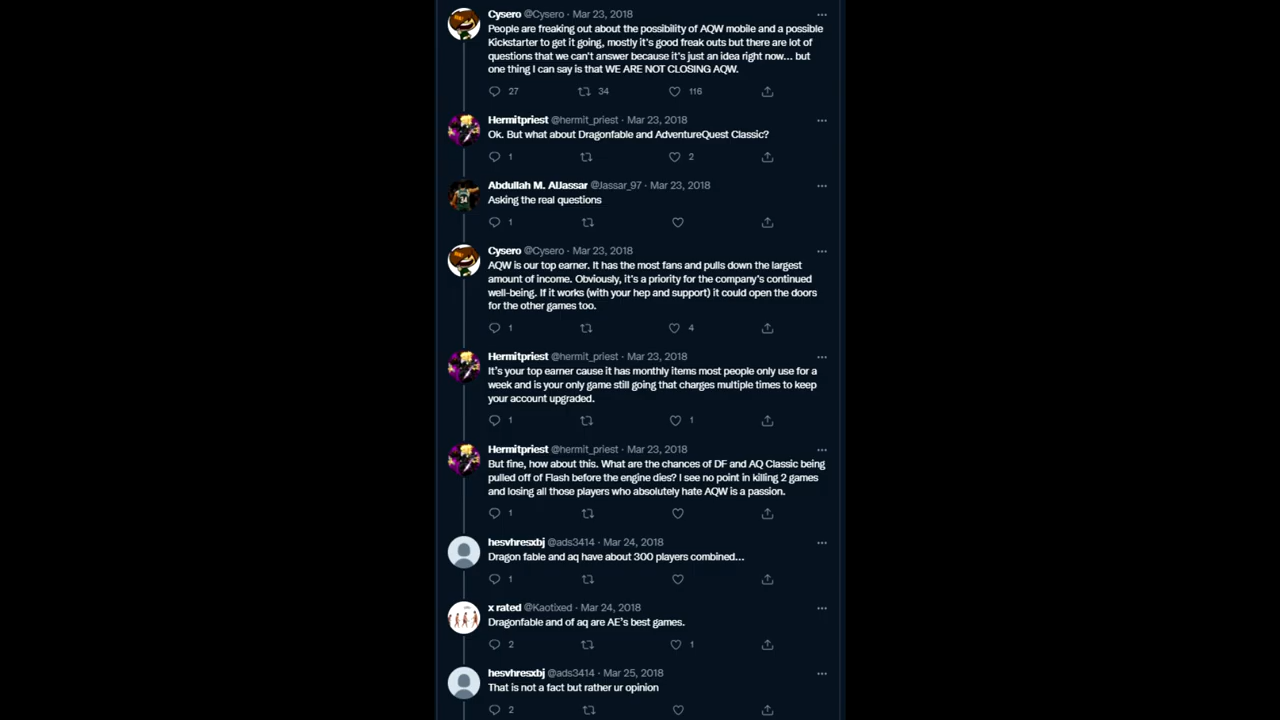 Cysero @Cysero · Mar 23, 2018
People are freaking out about the possibility of AQW mobile and a possible
Kickstarter to get it going, mostly it's good freak outs but there are lot of
questions that we can't answer because it's just an idea right now... but
one thing I can say is that WE ARE NOT CLOSING AQW.
27 34 116
Hermitpriest @hermit_priest · Mar 23, 2018
Ok. But what about Dragonfable and AdventureQuest Classic?
1 2
Abdullah M. AlJassar @Jassar_97 · Mar 23, 2018
Asking the real questions
1
Cysero @Cysero · Mar 23, 2018
AQW is our top earner. It has the most fans and pulls down the largest
amount of income. Obviously, it's a priority for the company's continued
well-being. If it works (with your hep and support) it could open the doors
for the other games too.
1 4
Hermitpriest @hermit_priest · Mar 23, 2018
It's your top earner cause it has monthly items most people only use for a
week and is your only game still going that charges multiple times to keep
your account upgraded.
1 1
Hermitpriest @hermit_priest · Mar 23, 2018
But fine, how about this. What are the chances of DF and AQ Classic being
pulled off of Flash before the engine dies? I see no point in killing 2 games
and losing all those players who absolutely hate AQW is a passion.
1
hesvhresxbj @ads3414 · Mar 24, 2018
Dragon fable and aq have about 300 players combined...
1
x rated @Kaotixed · Mar 24, 2018
Dragonfable and of aq are AE's best games.
2 1
hesvhresxbj @ads3414 · Mar 25, 2018
That is not a fact but rather ur opinion
2